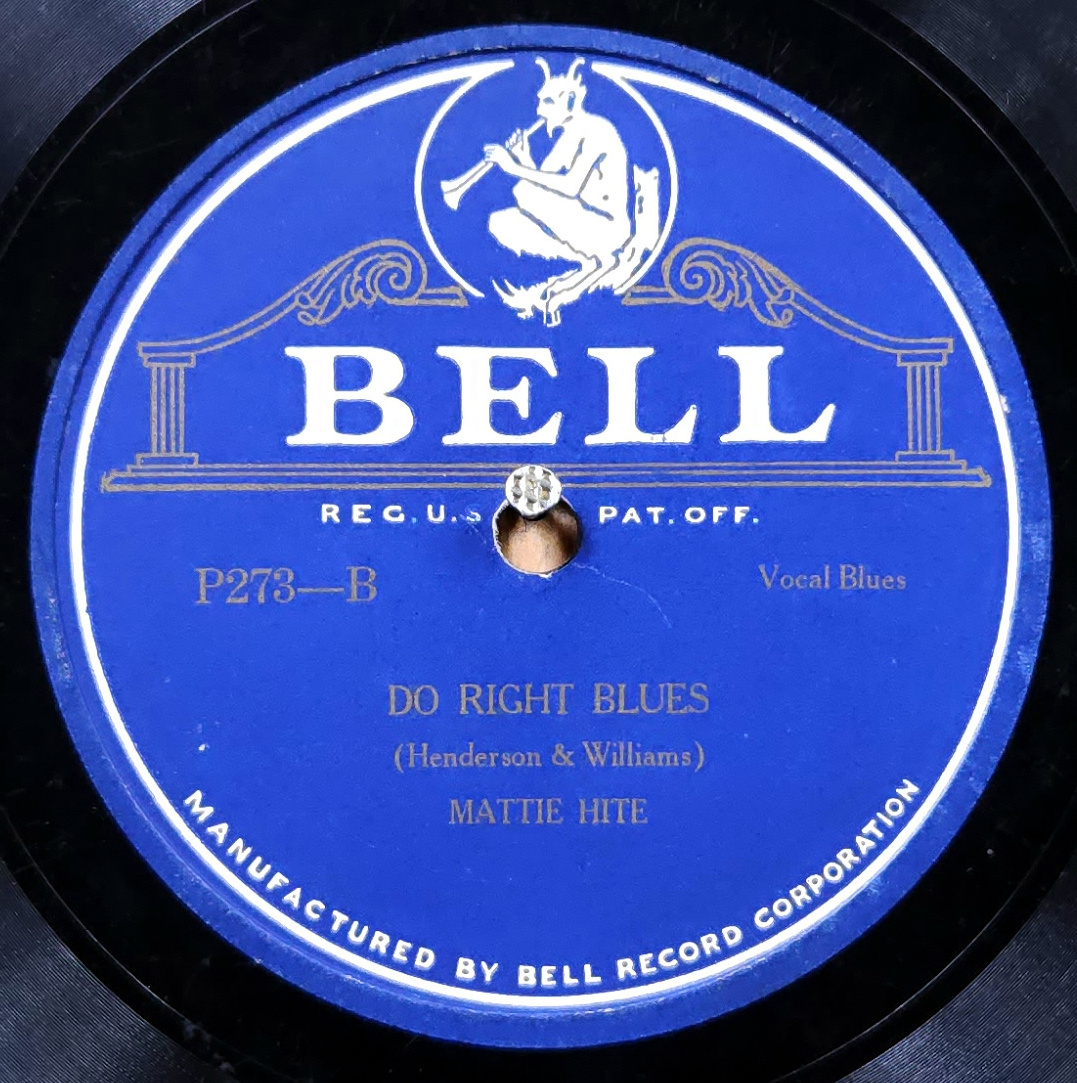 BELL
REG. U.S. PAT. OFF.
P273—B
Vocal Blues
DO RIGHT BLUES
(Henderson & Williams)
MATTIE HITE
MANUFACTURED BY BELL RECORD CORPORATION